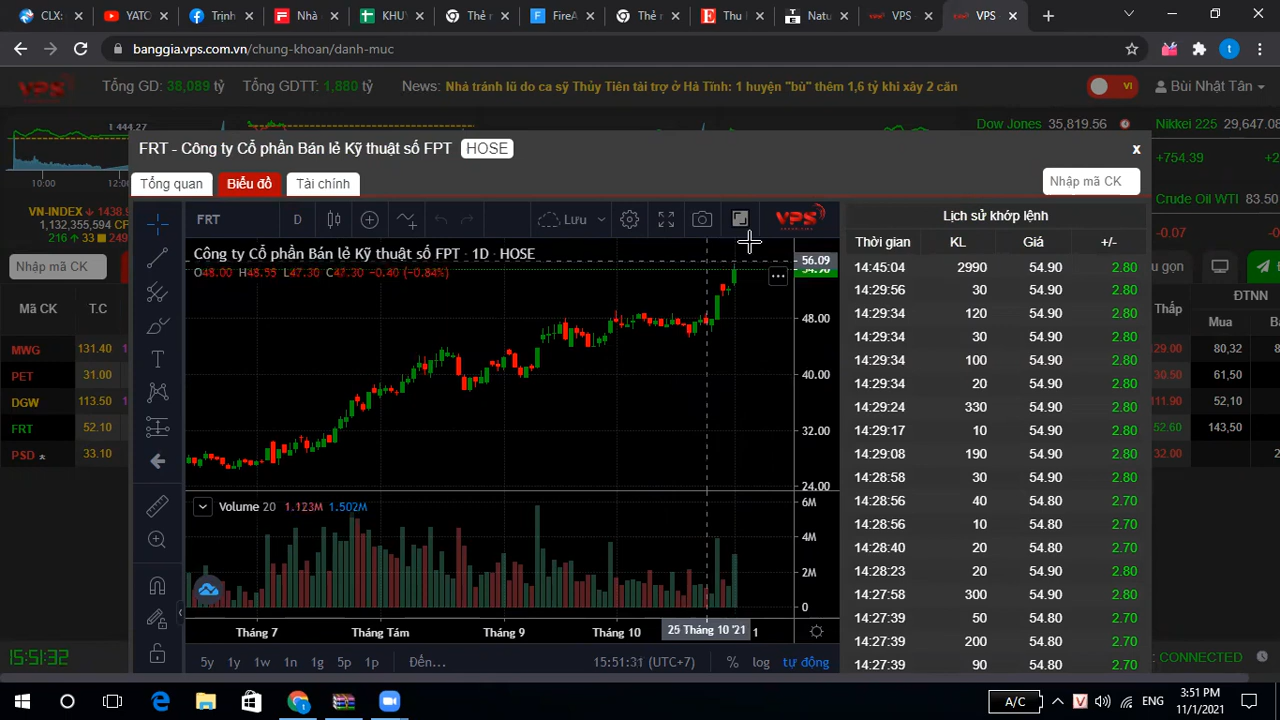 CLX:
YATO
Trịnh
Nhà
KHU
Thẻ r
FireA
Thẻ r
Thu
Natu
VPS
VPS
banggia.vps.com.vn/chung-khoan/danh-muc
VPS
Tổng GD: 38,089 tỷ
Tổng GDTT: 1,880 tỷ
News: Nhà tránh lũ do ca sỹ Thủy Tiên tài trợ ở Hà Tĩnh: 1 huyện "bù" thêm 1,6 tỷ khi xây 2 căn
VI
Bùi Nhật Tân
1 444.27
Dow Jones 35,819.56
Nikkei 225 29,647.08
+754.39
Crude Oil WTI 83.50
-0.07
10:00
12:0
VN-INDEX 1438.9
1,132,355,594 CP
216 33 249
Nhập mã CK
Mã CK T.C
MWG 131.40
PET 31.00
DGW 113.50
FRT 52.10
PSD 33.10
15:51:32
FRT - Công ty Cổ phần Bán lẻ Kỹ thuật số FPT HOSE
x
Tổng quan
Biểu đồ
Tài chính
Nhập mã CK
FRT
D
Lưu
VPS
Công ty Cổ phần Bán lẻ Kỹ thuật số FPT · 1D · HOSE
O48.00 H48.55 L47.30 C47.30 -0.40 (-0.84%)
56.09
54.90
48.00
40.00
32.00
24.00
Volume 20 1.123M 1.502M
6M
4M
2M
0
Tháng 7
Tháng Tám
Tháng 9
Tháng 10
25 Tháng 10 '21
1
5y 1y 1w 1n 1g 5p 1p Đến...
15:51:31 (UTC+7)
% log tự động
Lịch sử khớp lệnh
Thời gian KL Giá +/-
14:45:04 2990 54.90 2.80
14:29:56 30 54.90 2.80
14:29:34 120 54.90 2.80
14:29:34 30 54.90 2.80
14:29:34 100 54.90 2.80
14:29:34 20 54.90 2.80
14:29:24 330 54.90 2.80
14:29:17 10 54.90 2.80
14:29:08 190 54.90 2.80
14:28:58 30 54.90 2.80
14:28:56 40 54.80 2.70
14:28:56 10 54.80 2.70
14:28:40 20 54.80 2.70
14:28:23 20 54.90 2.80
14:27:58 300 54.90 2.80
14:27:39 50 54.80 2.70
14:27:39 200 54.80 2.70
14:27:39 90 54.80 2.70
gọn
Thấp
ĐTNN
Mua
Bá
129.00 80,32
30.50 61,50
111.90 52,10
52.60 143,50
32.00
CONNECTED
A/C
V
ENG
3:51 PM
11/1/2021